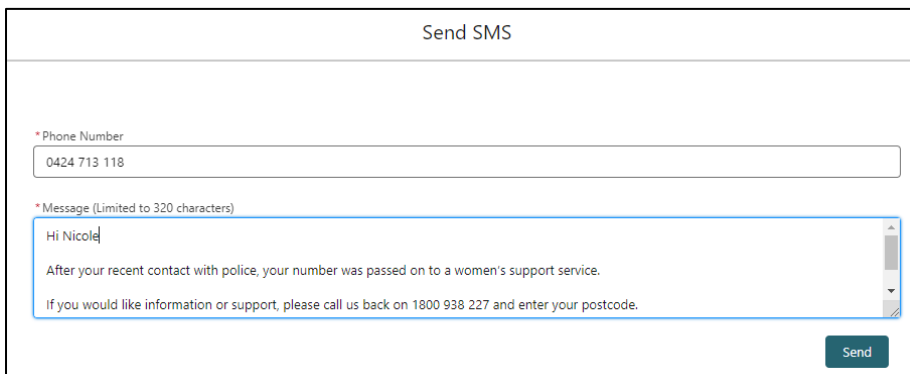 Send SMS
*Phone Number
0424 713 118
*Message (Limited to 320 characters)
Hi Nicole
After your recent contact with police, your number was passed on to a women's support service.
If you would like information or support, please call us back on 1800 938 227 and enter your postcode.
Send